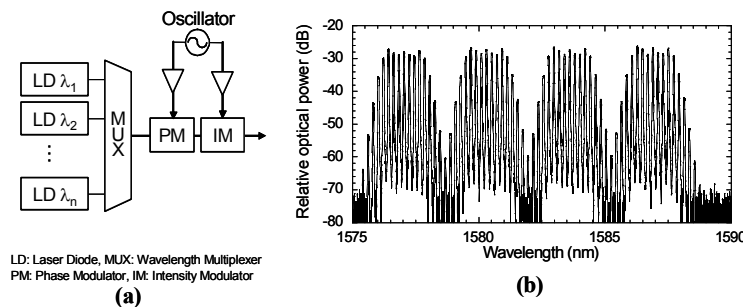 Oscillator
LD λ1
LD λ2
⋮
LD λn
MUX
PM
IM
LD: Laser Diode, MUX: Wavelength Multiplexer
PM: Phase Modulator, IM: Intensity Modulator
(a)
Relative optical power (dB)
-20
-30
-40
-50
-60
-70
-80
1575
1580
1585
1590
Wavelength (nm)
(b)